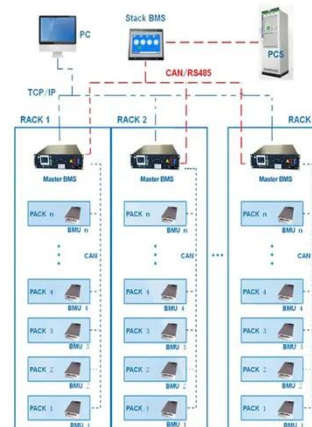 PC
Stack BMS
PCS
CAN/RS485
TCP/IP
RACK 1
RACK 2
RACK
Master BMS
Master BMS
Master BMS
PACK n
BMU n
PACK n
BMU n
PACK n
BMU n
CAN
CAN
CAN
PACK 4
BMU 4
PACK 4
BMU 4
PACK 4
BMU 4
PACK 3
BMU 3
PACK 3
BMU 3
PACK 3
BMU 3
PACK 2
BMU 2
PACK 2
BMU 2
PACK 2
BMU 2
PACK 1
BMU 1
PACK 1
BMU 1
PACK 1
BMU 1